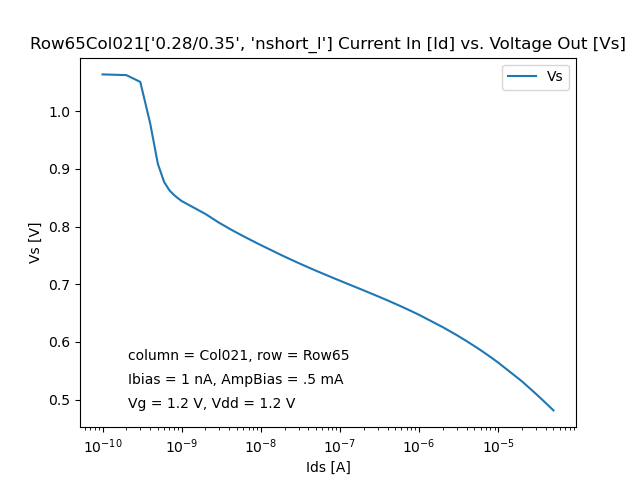 Row65Col021['0.28/0.35', 'nshort_l'] Current In [Id] vs. Voltage Out [Vs]
Vs
1.0
0.9
0.8
0.7
0.6
0.5
Vs [V]
column = Col021, row = Row65
Ibias = 1 nA, AmpBias = .5 mA
Vg = 1.2 V, Vdd = 1.2 V
10⁻¹⁰ 10⁻⁹ 10⁻⁸ 10⁻⁷ 10⁻⁶ 10⁻⁵
Ids [A]